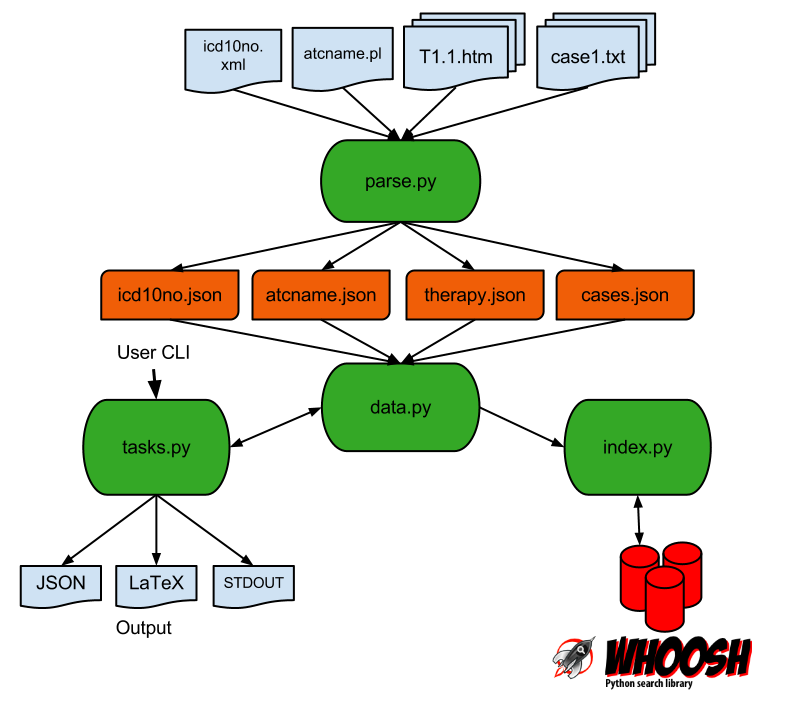 icd10no.
xml
atcname.pl
T1.1.htm
case1.txt
parse.py
icd10no.json
atcname.json
therapy.json
cases.json
User CLI
data.py
tasks.py
index.py
JSON
LaTeX
STDOUT
Output
WHOOSH
Python search library